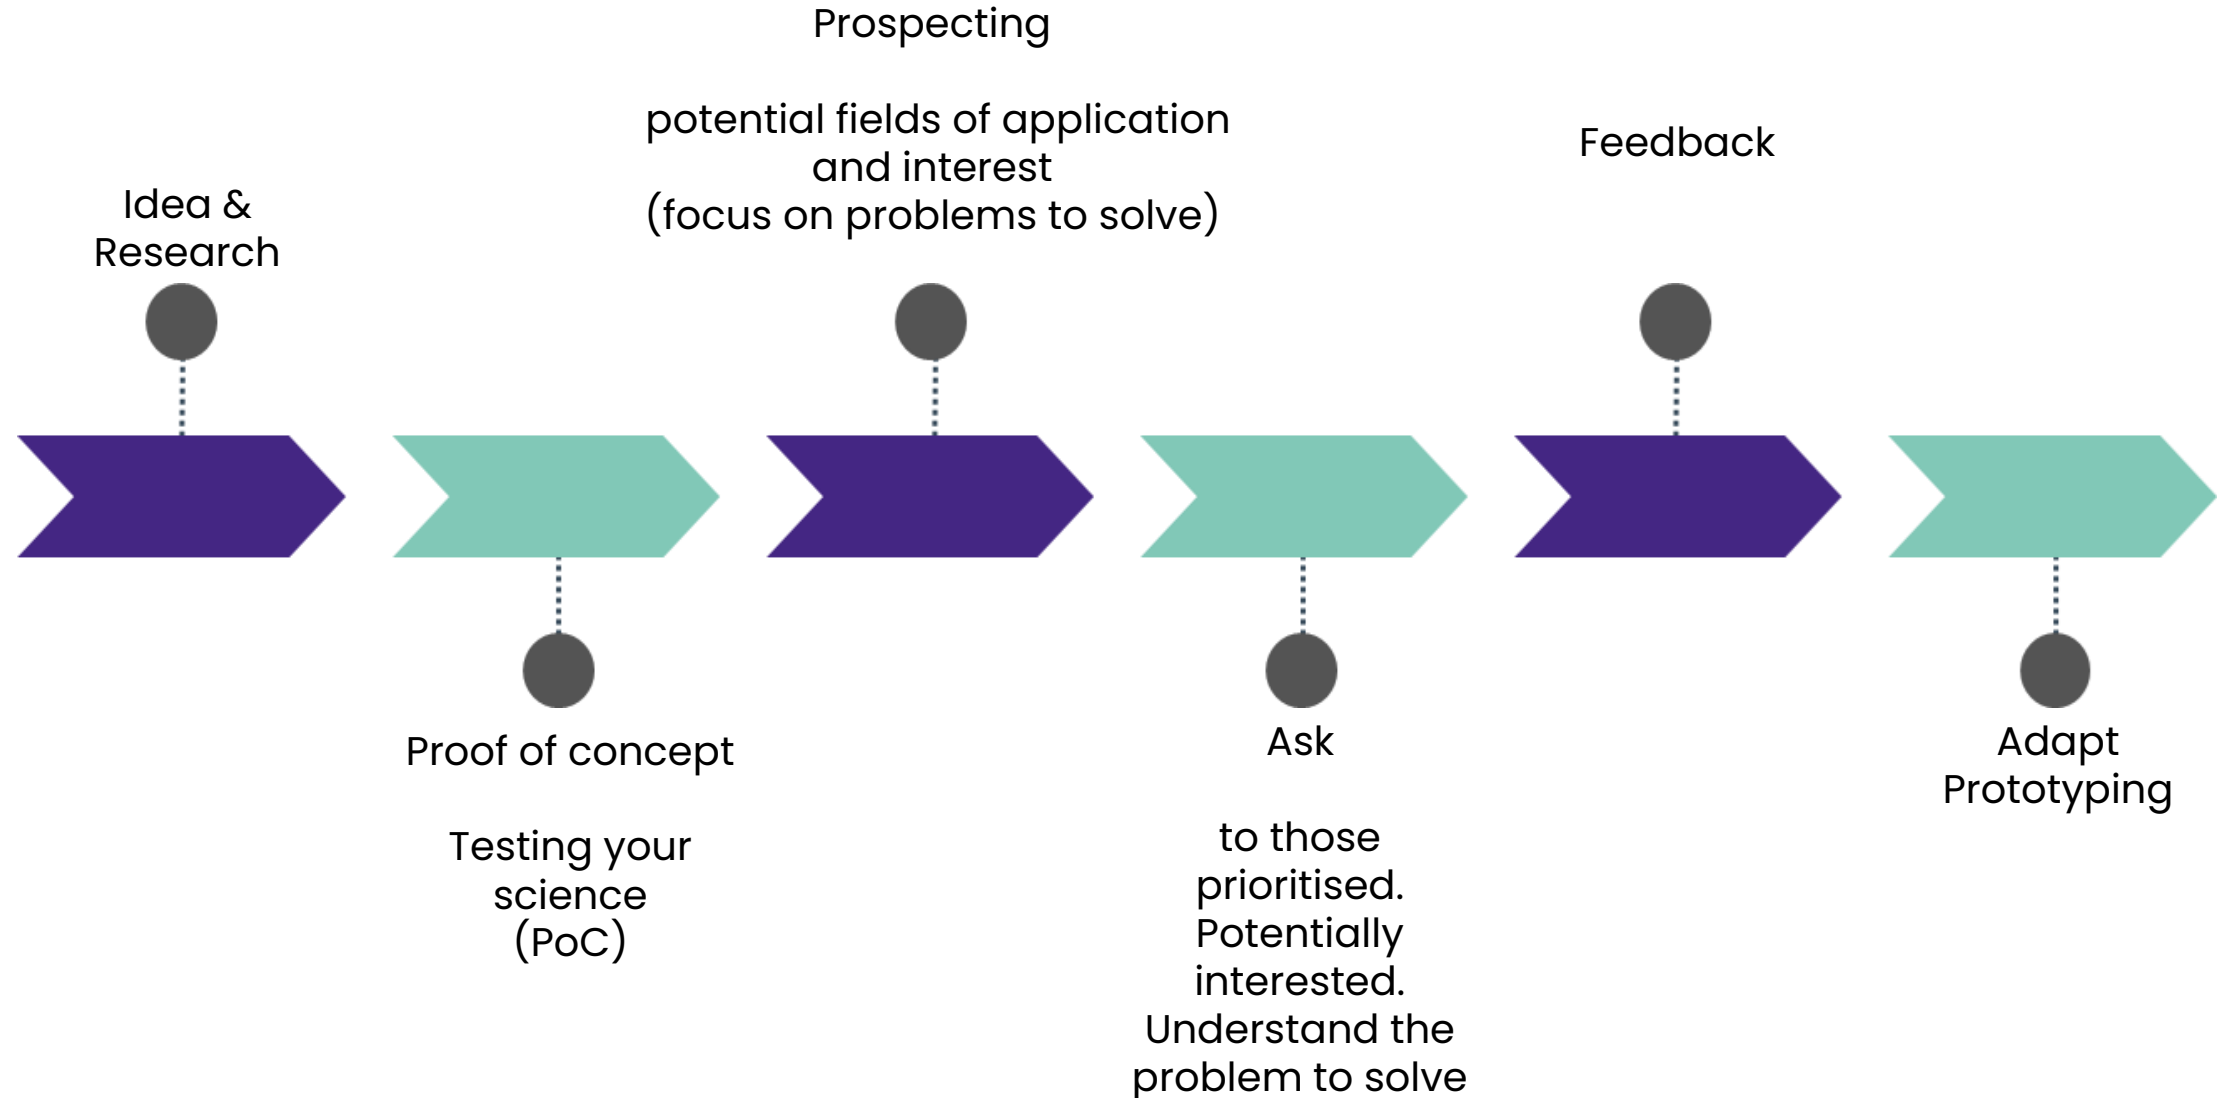 Idea &
Research
Proof of concept
Testing your
science
(PoC)
Prospecting
potential fields of application
and interest
(focus on problems to solve)
Ask
to those
prioritised.
Potentially
interested.
Understand the
problem to solve
Feedback
Adapt
Prototyping